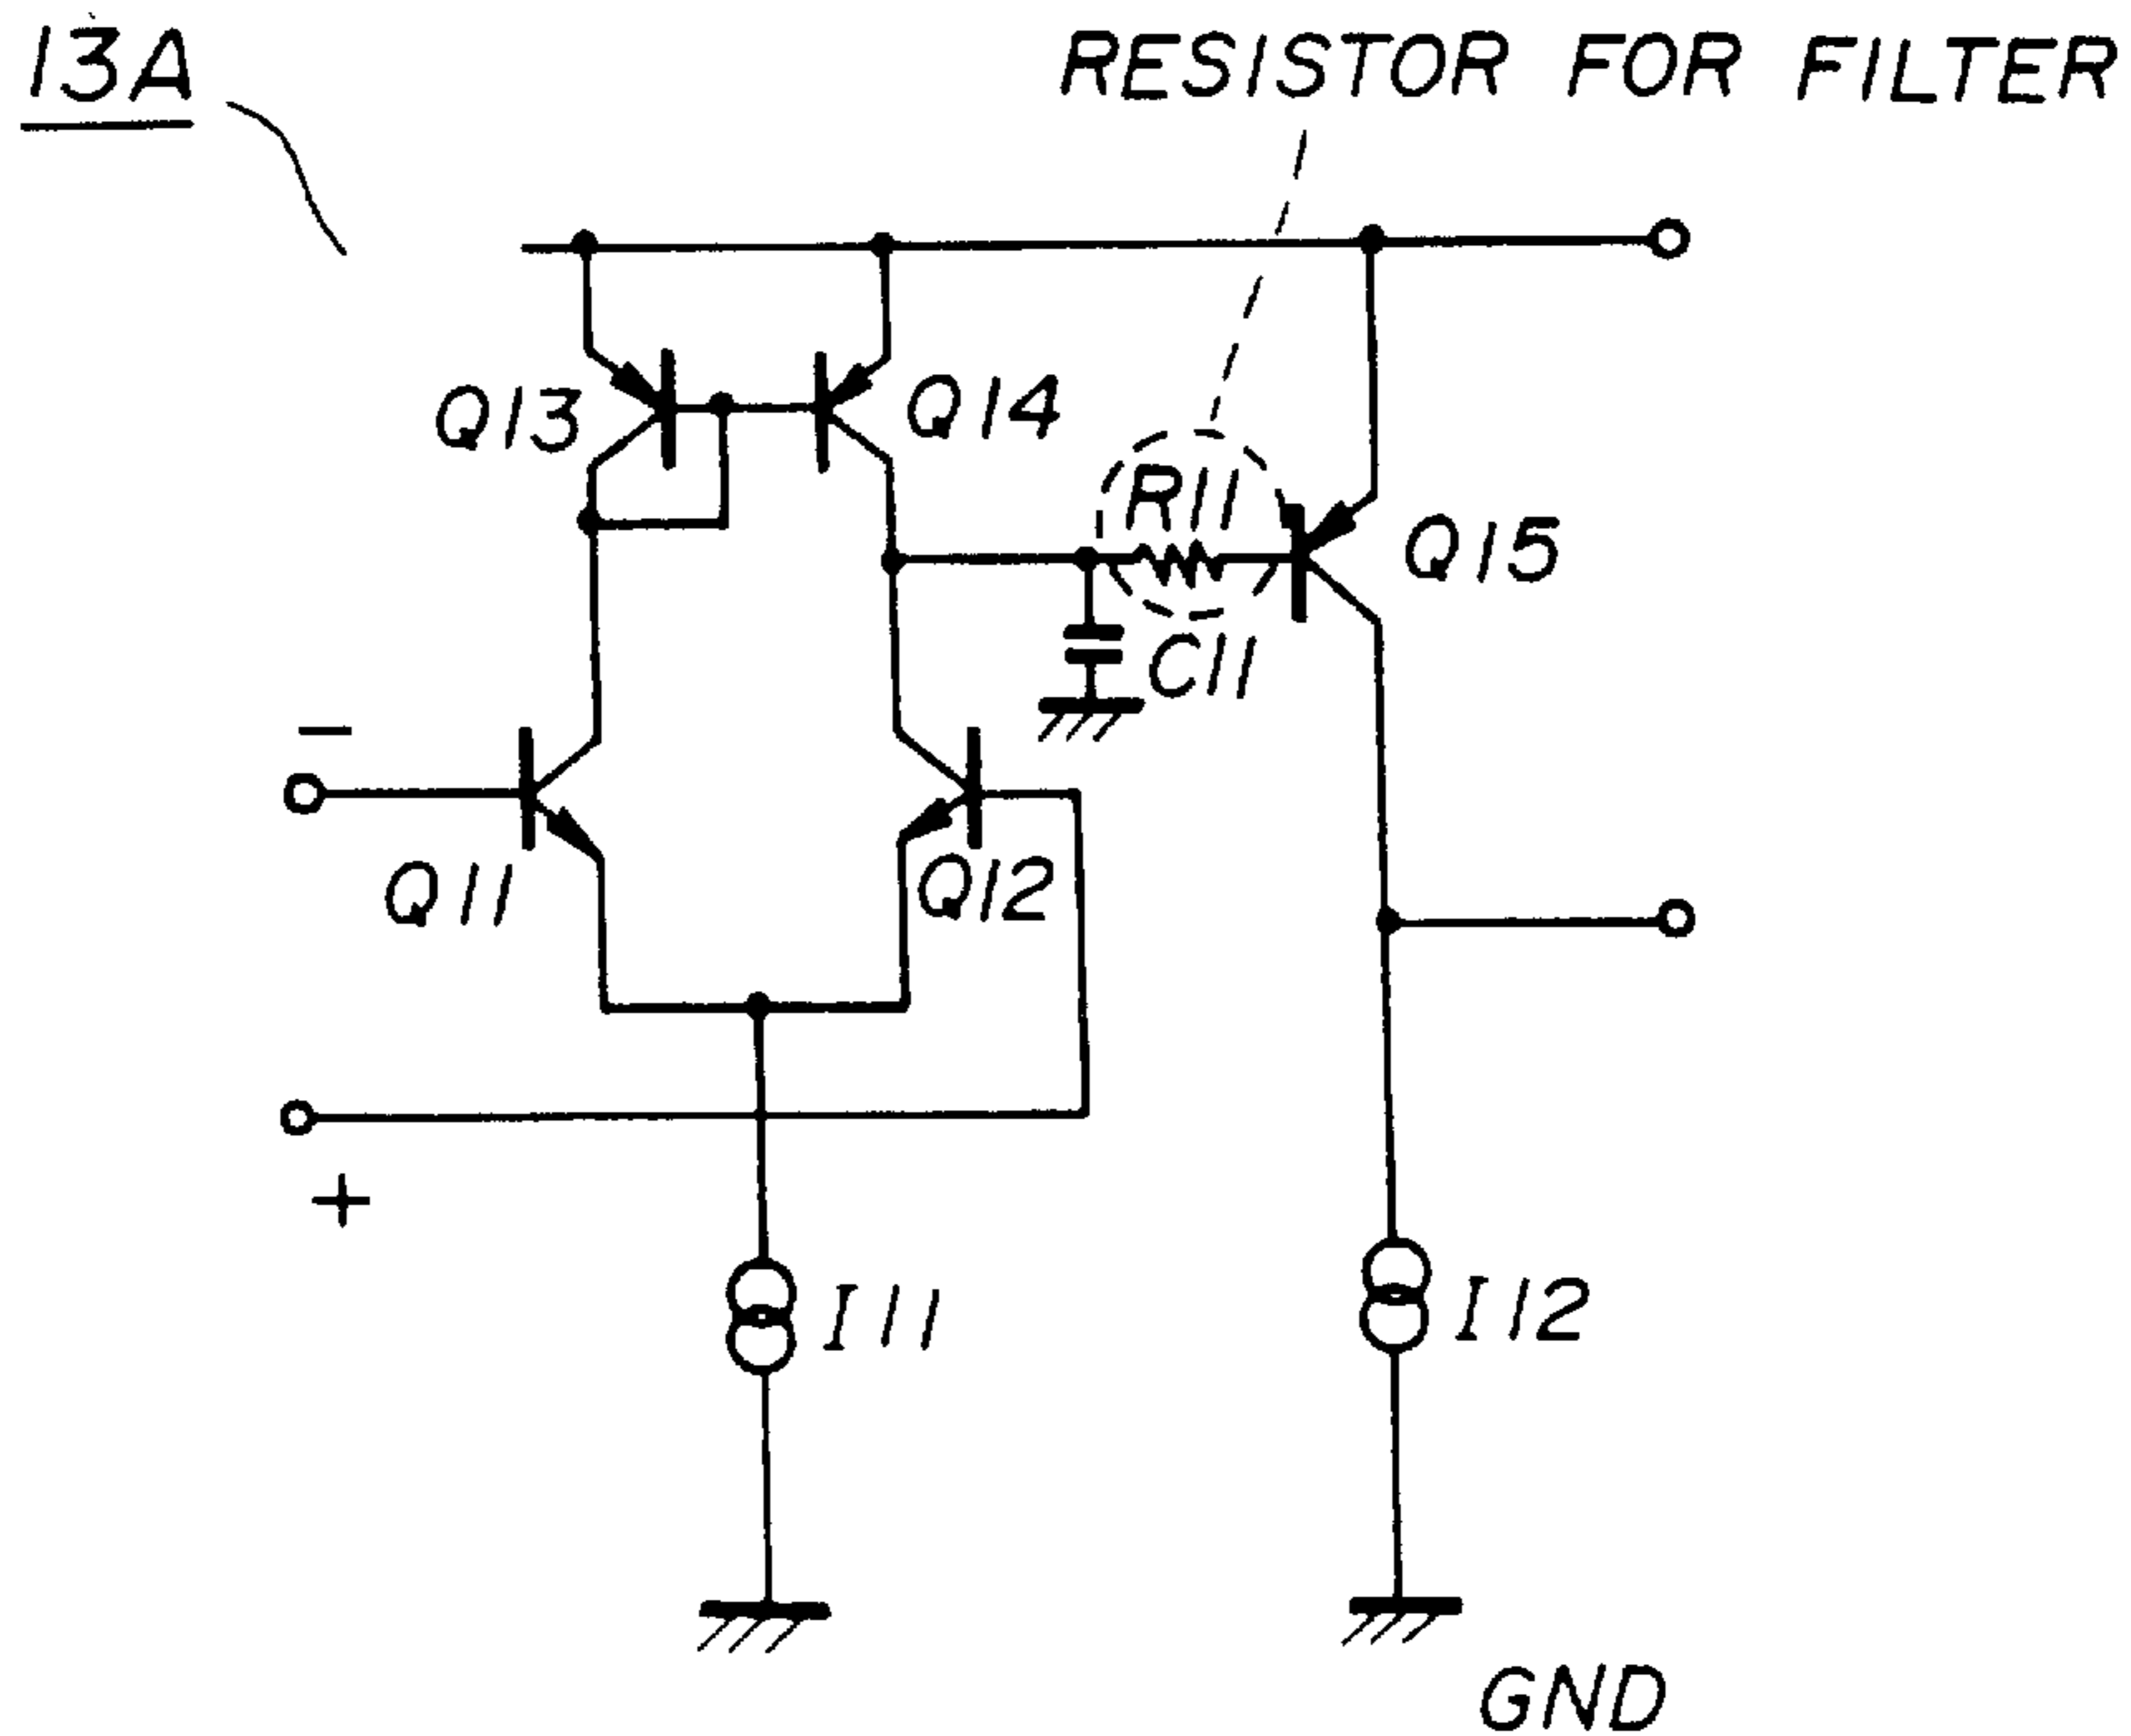 13A
RESISTOR FOR FILTER
Q13
Q14
R11
Q15
C11
−
Q11
Q12
+
I11
I12
GND